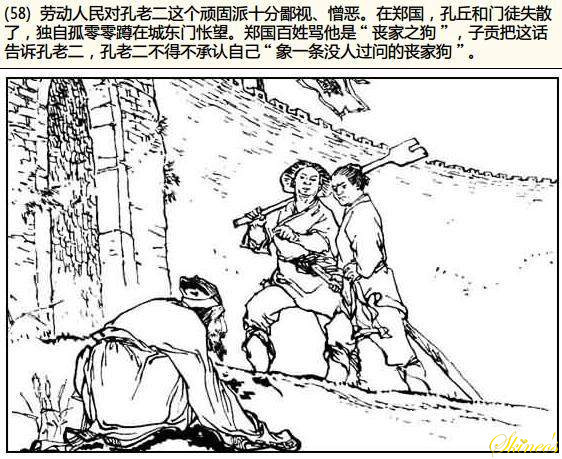 (58) 劳动人民对孔老二这个顽固派十分鄙视、憎恶。在郑国，孔丘和门徒失散
了，独自孤零零蹲在城东门怅望。郑国百姓骂他是“丧家之狗”，子贡把这话
告诉孔老二，孔老二不得不承认自己“象一条没人过问的丧家狗”。